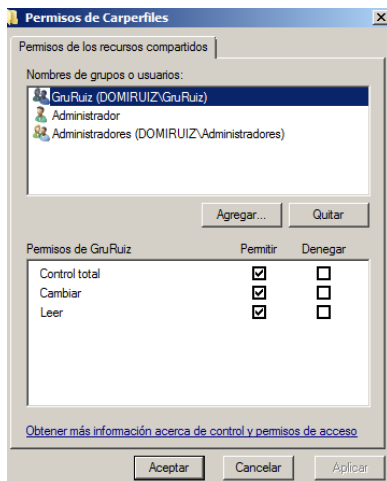 Permisos de Carperfiles
Permisos de los recursos compartidos
Nombres de grupos o usuarios:
GruRuiz (DOMIRUIZ\GruRuiz)
Administrador
Administradores (DOMIRUIZ\Administradores)
Agregar... Quitar
Permisos de GruRuiz Permitir Denegar
Control total
Cambiar
Leer
Obtener más información acerca de control y permisos de acceso
Aceptar Cancelar Aplicar